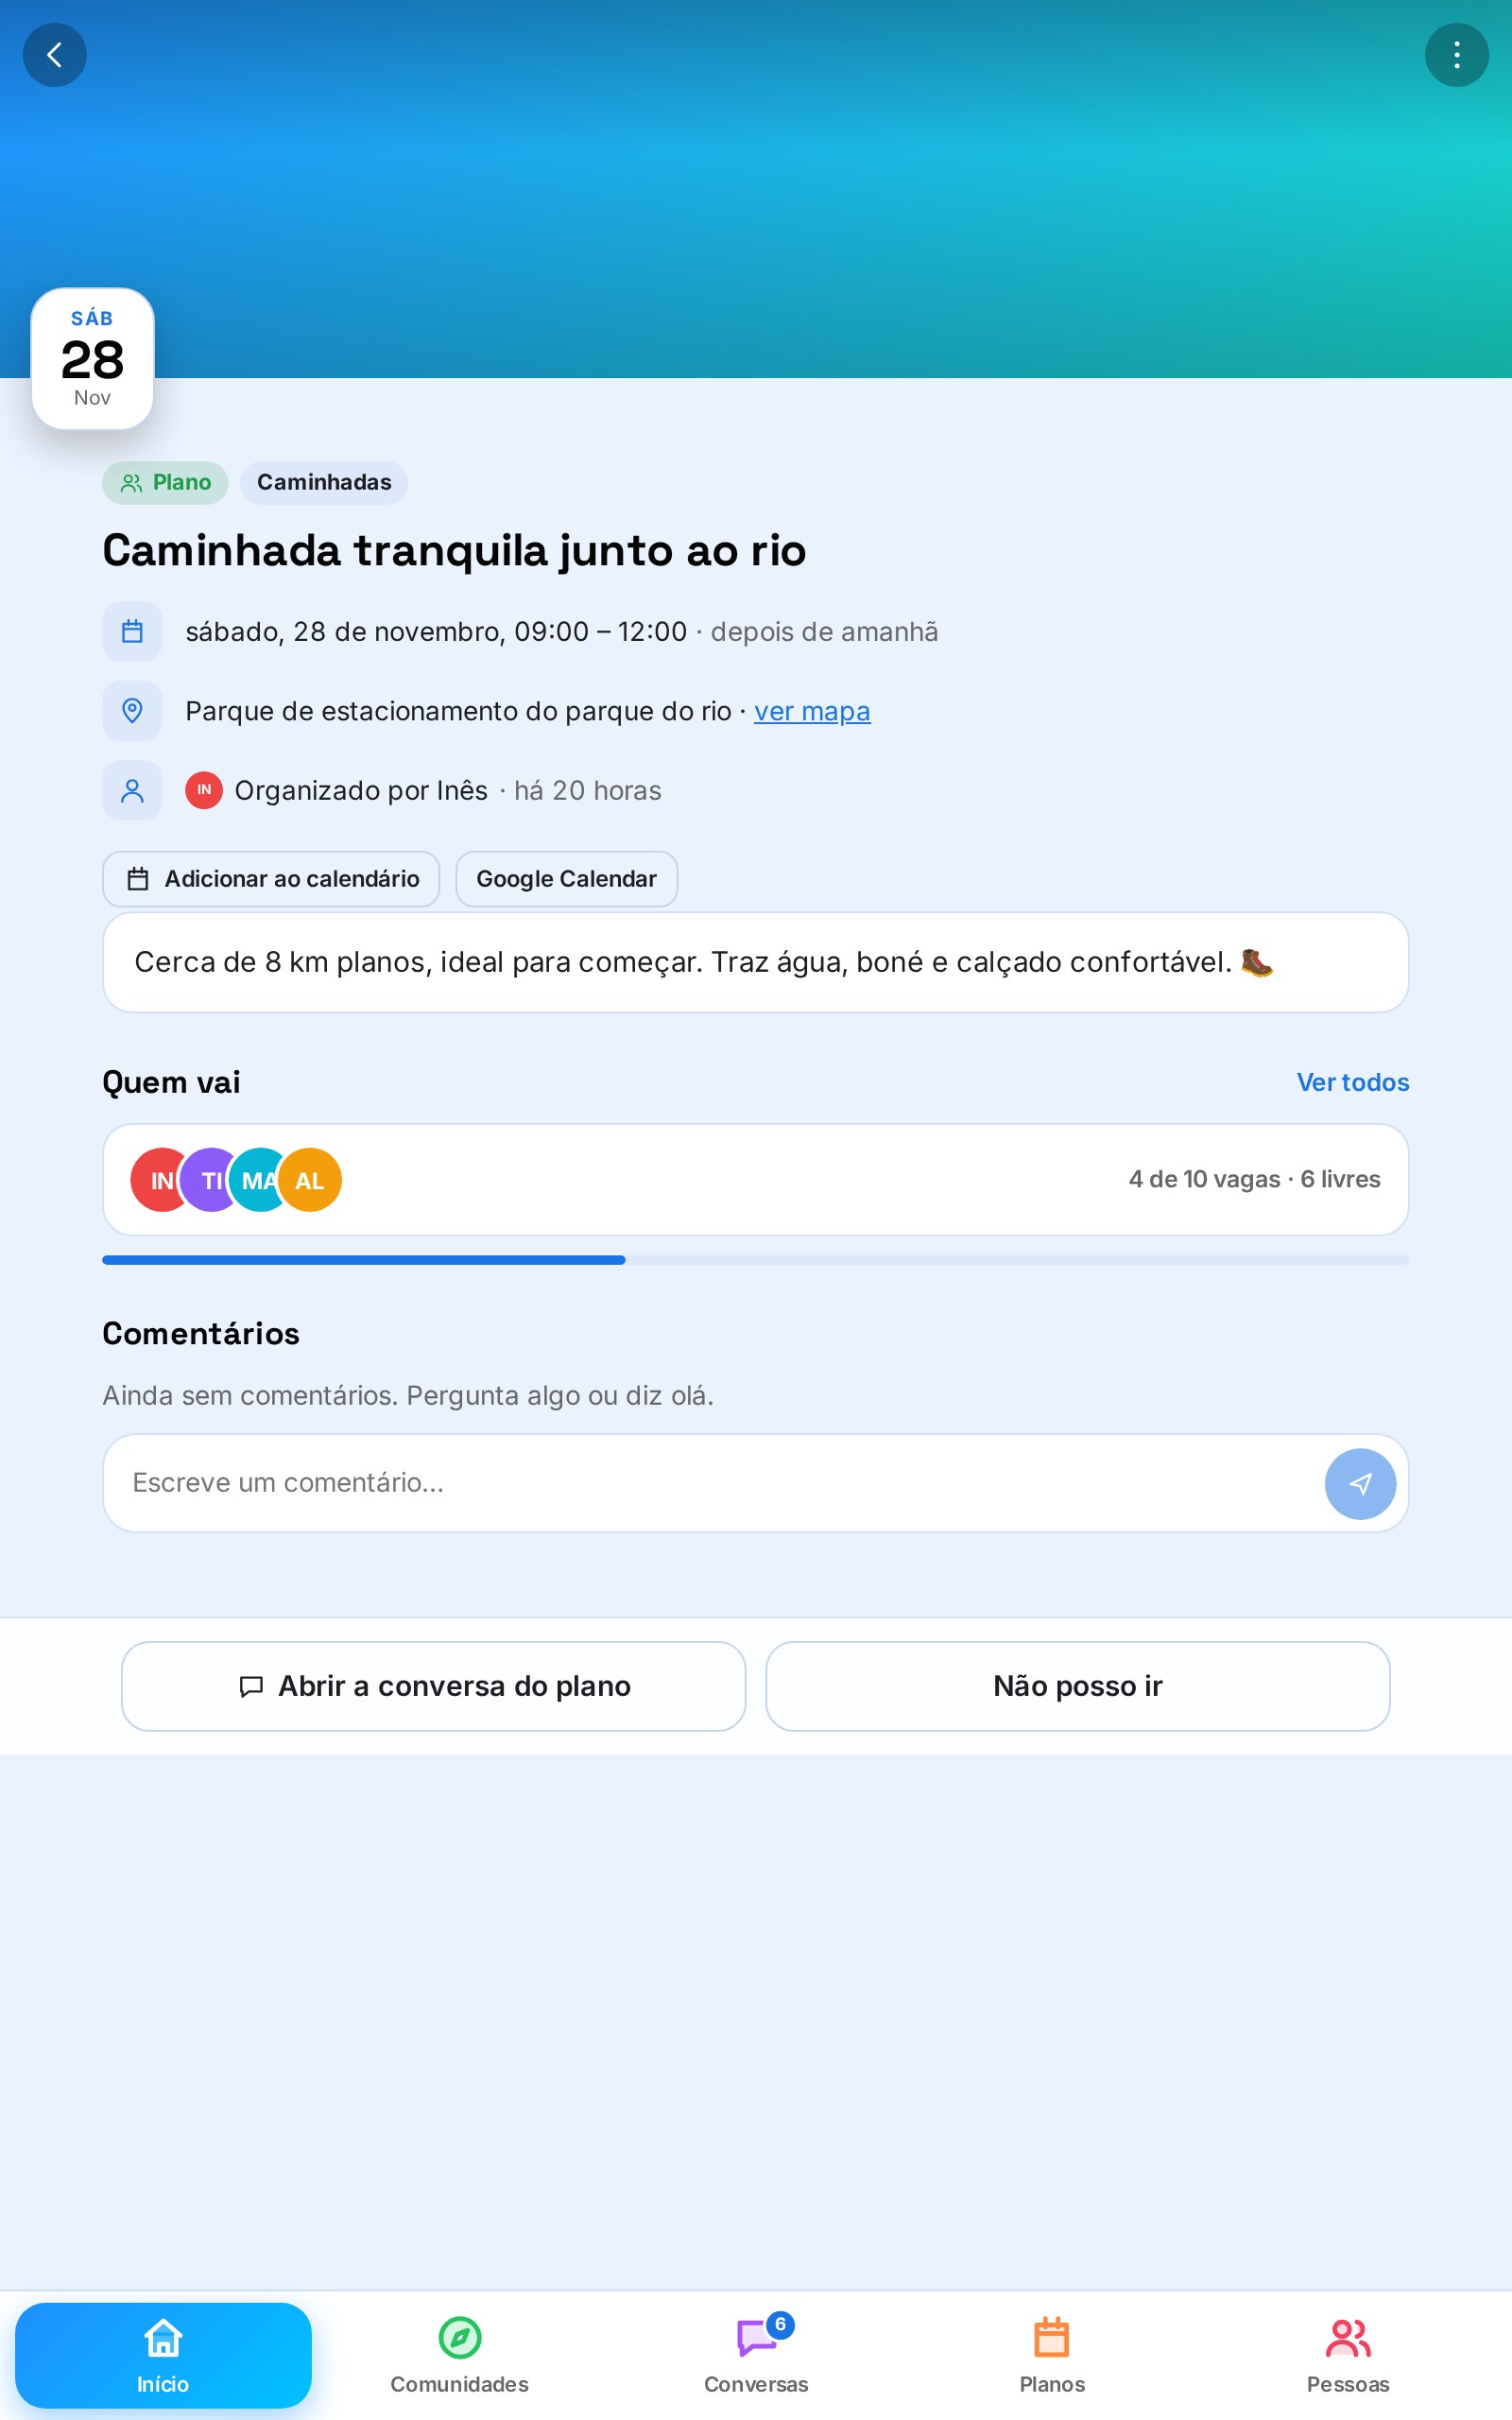 SÁB
28
Nov
Plano
Caminhadas
Caminhada tranquila junto ao rio
sábado, 28 de novembro, 09:00 – 12:00 · depois de amanhã
Parque de estacionamento do parque do rio · ver mapa
IN Organizado por Inês · há 20 horas
Adicionar ao calendário
Google Calendar
Cerca de 8 km planos, ideal para começar. Traz água, boné e calçado confortável. 🥾
Quem vai
Ver todos
IN TI MA AL
4 de 10 vagas · 6 livres
Comentários
Ainda sem comentários. Pergunta algo ou diz olá.
Escreve um comentário...
Abrir a conversa do plano
Não posso ir
6
Início
Comunidades
Conversas
Planos
Pessoas